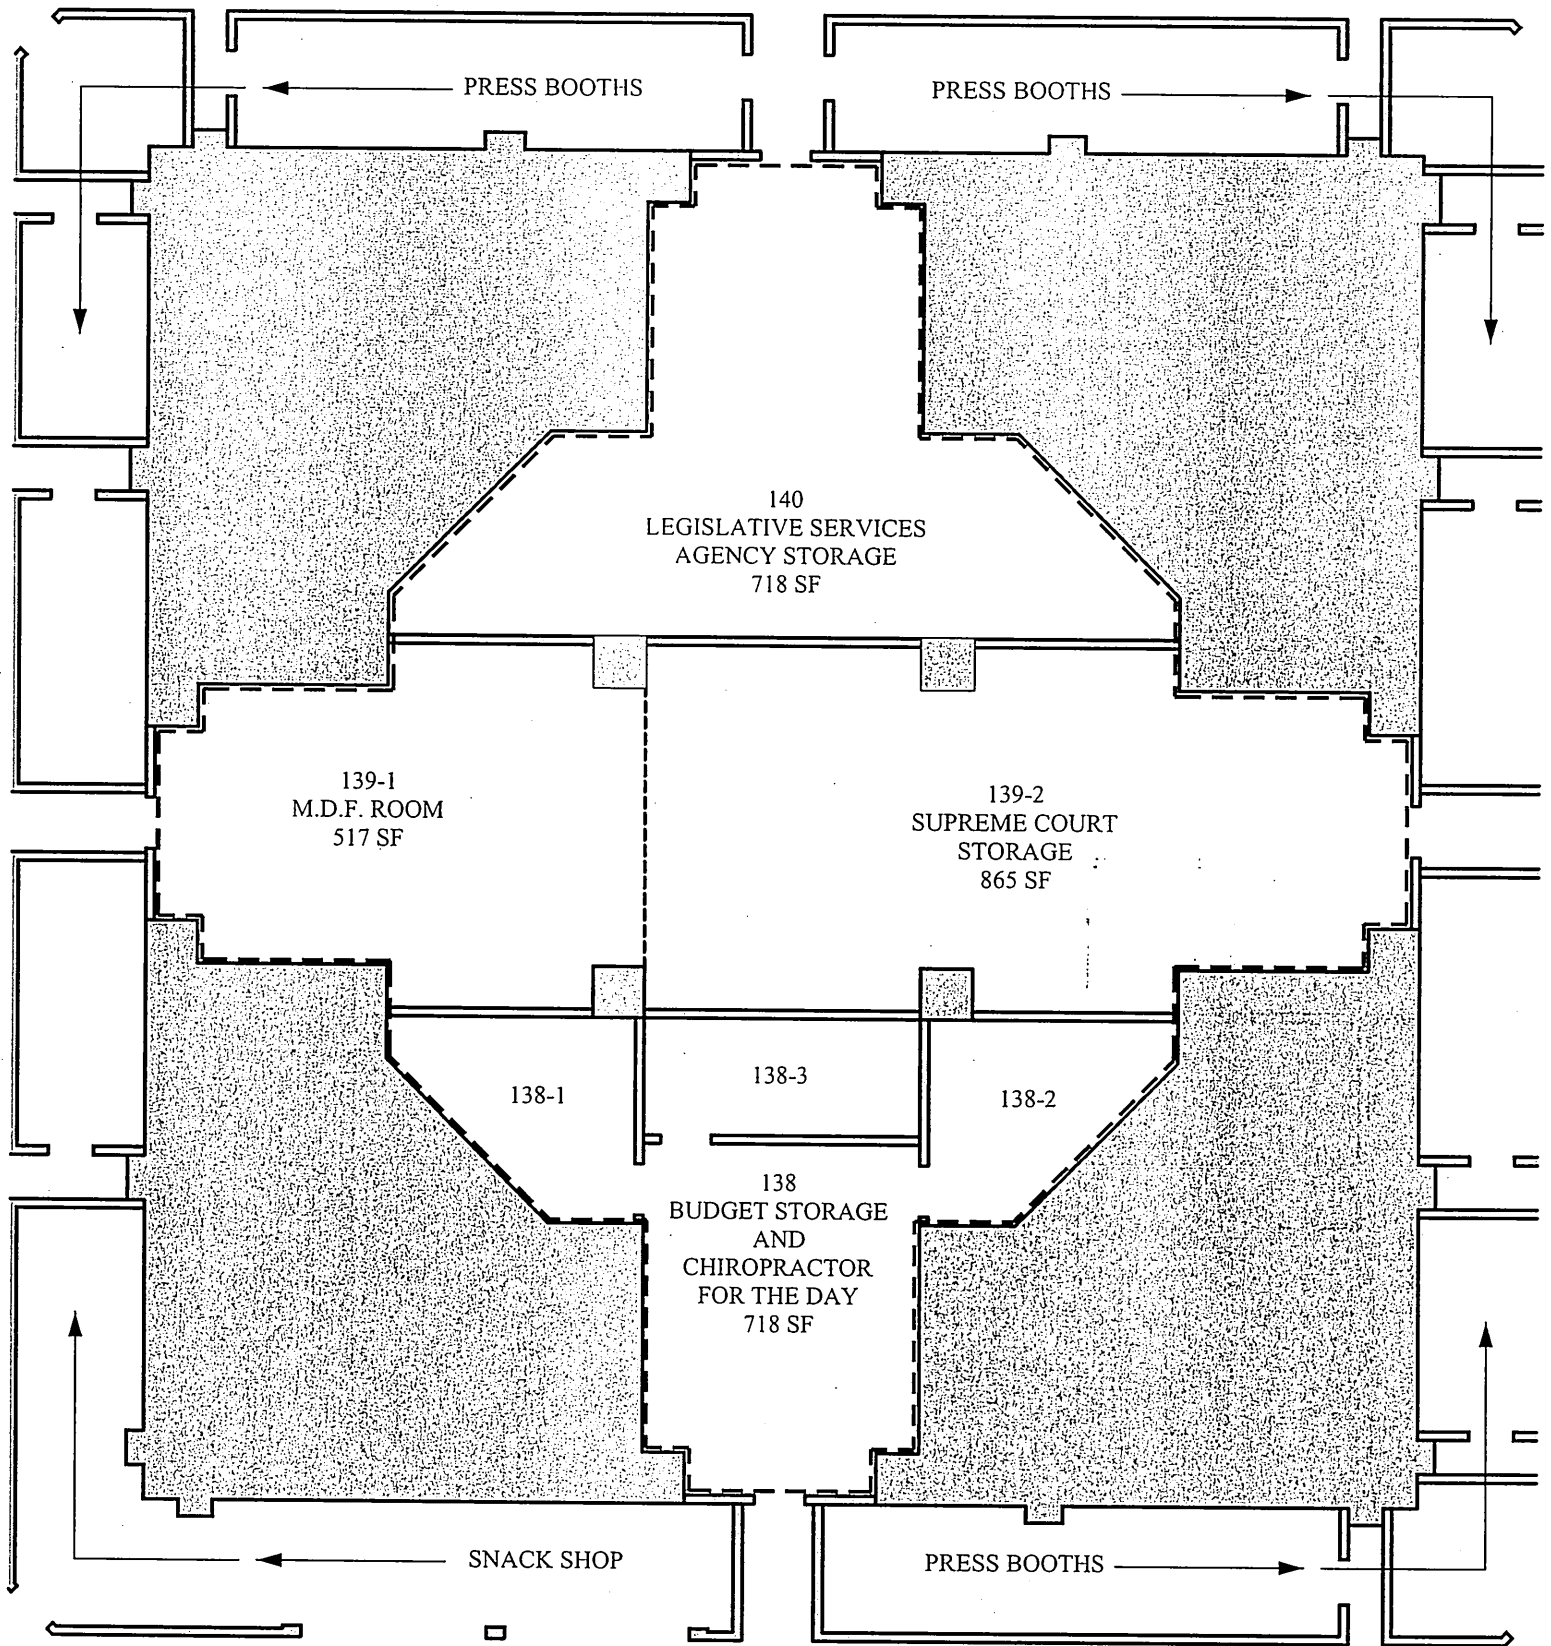 PRESS BOOTHS
PRESS BOOTHS
140
LEGISLATIVE SERVICES
AGENCY STORAGE
718 SF
139-1
M.D.F. ROOM
517 SF
139-2
SUPREME COURT
STORAGE
865 SF
138-1
138-3
138-2
138
BUDGET STORAGE
AND
CHIROPRACTOR
FOR THE DAY
718 SF
SNACK SHOP
PRESS BOOTHS